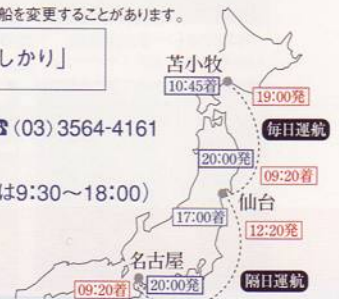 船を変更することがあります。
しかり」
苫小牧
10:45着
19:00発
☎(03)3564-4161
毎日運航
20:00発
09:20着
は9:30〜18:00)
仙台
17:00着
12:20発
名古屋
09:20着
20:00発
隔日運航